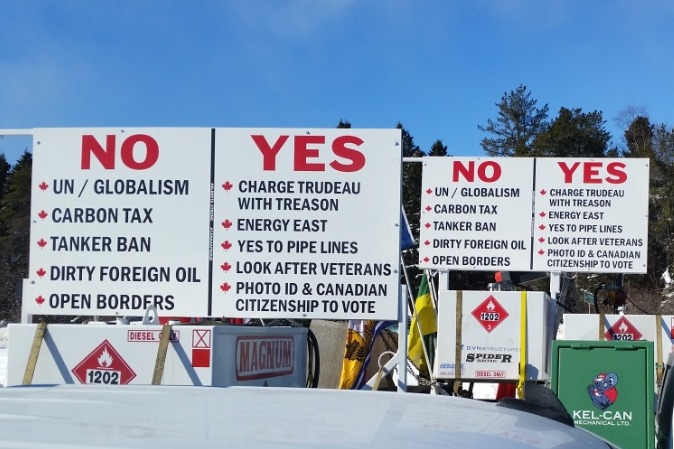 NO
UN / GLOBALISM
CARBON TAX
TANKER BAN
DIRTY FOREIGN OIL
OPEN BORDERS
YES
CHARGE TRUDEAU
WITH TREASON
ENERGY EAST
YES TO PIPE LINES
LOOK AFTER VETERANS
PHOTO ID & CANADIAN
CITIZENSHIP TO VOTE
NO
UN / GLOBALISM
CARBON TAX
TANKER BAN
DIRTY FOREIGN OIL
OPEN BORDERS
YES
CHARGE TRUDEAU
WITH TREASON
ENERGY EAST
YES TO PIPE LINES
LOOK AFTER VETERANS
PHOTO ID & CANADIAN
CITIZENSHIP TO VOTE
DIESEL ONLY
1202
MAGNUM
1202
SPIDER
DIESEL ONLY
1202
KEL-CAN
MECHANICAL LTD.